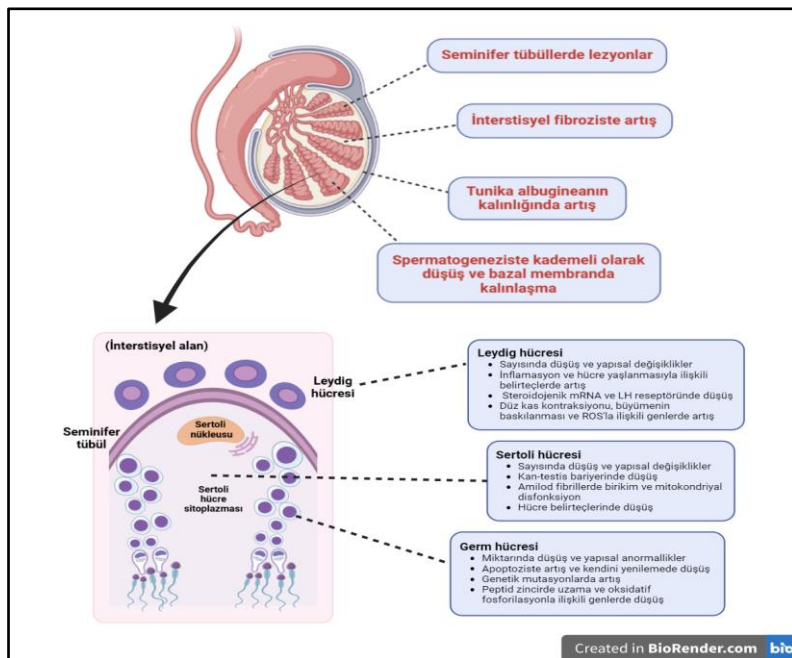 Seminifer tübüllerde lezyonlar
İnterstisyel fibroziste artış
Tunika albugineanın
kalınlığında artış
Spermatogeneziste kademeli olarak
düşüş ve bazal membranda
kalınlaşma
(İnterstisyel alan)
Leydig
hücresi
Seminifer
tübül
Sertoli
nükleusu
Sertoli
hücre
sitoplazması
Leydig hücresi
• Sayısında düşüş ve yapısal değişiklikler
• İnflamasyon ve hücre yaşlanmasıyla ilişkili
belirteçlerde artış
• Steroidojenik mRNA ve LH reseptöründe düşüş
• Düz kas kontraksiyonu, büyümenin
baskılanması ve ROS'la ilişkili genlerde artış
Sertoli hücresi
• Sayısında düşüş ve yapısal değişiklikler
• Kan-testis bariyerinde düşüş
• Amilod fibrillerde birikim ve mitokondriyal
disfonksiyon
• Hücre belirteçlerinde düşüş
Germ hücresi
• Miktarında düşüş ve yapısal anormallikler
• Apoptoziste artış ve kendini yenilemede düşüş
• Genetik mutasyonlarda artış
• Peptid zincirde uzama ve oksidatif
fosforilasyonla ilişkili genlerde düşüş
Created in BioRender.com bio